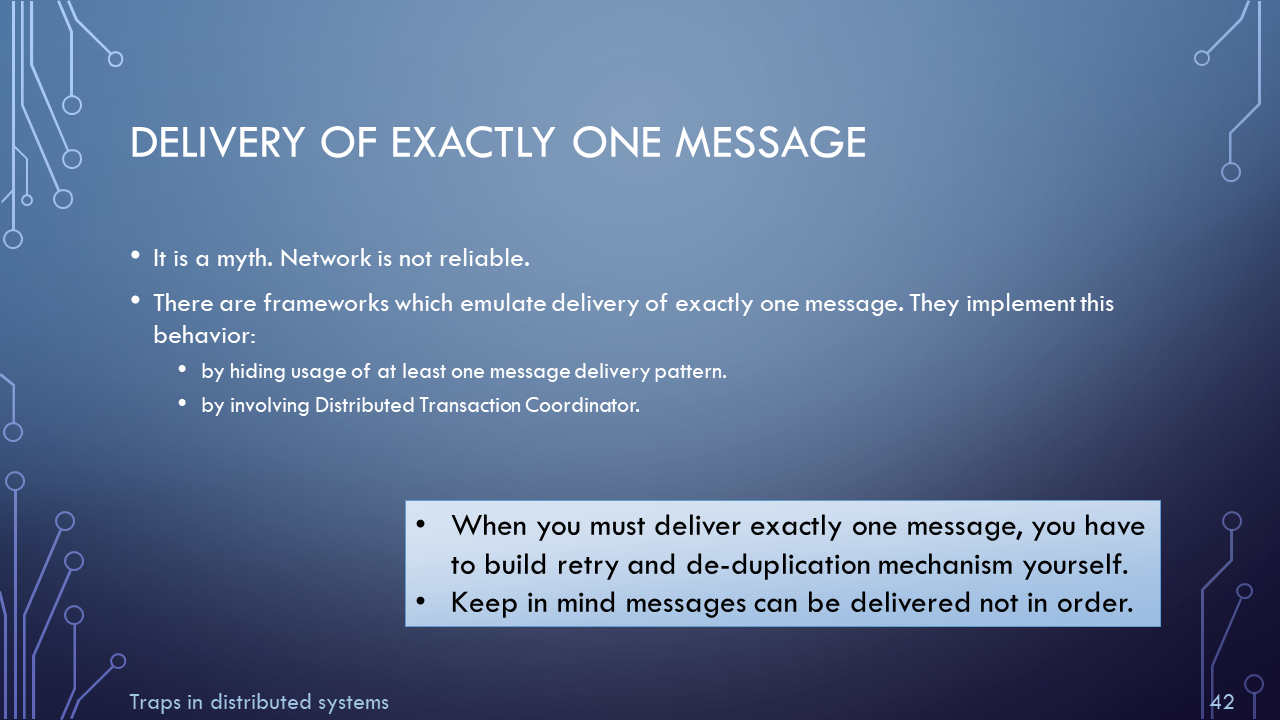 DELIVERY OF EXACTLY ONE MESSAGE
• It is a myth. Network is not reliable.
• There are frameworks which emulate delivery of exactly one message. They implement this
behavior:
• by hiding usage of at least one message delivery pattern.
• by involving Distributed Transaction Coordinator.
• When you must deliver exactly one message, you have
to build retry and de-duplication mechanism yourself.
• Keep in mind messages can be delivered not in order.
Traps in distributed systems
42